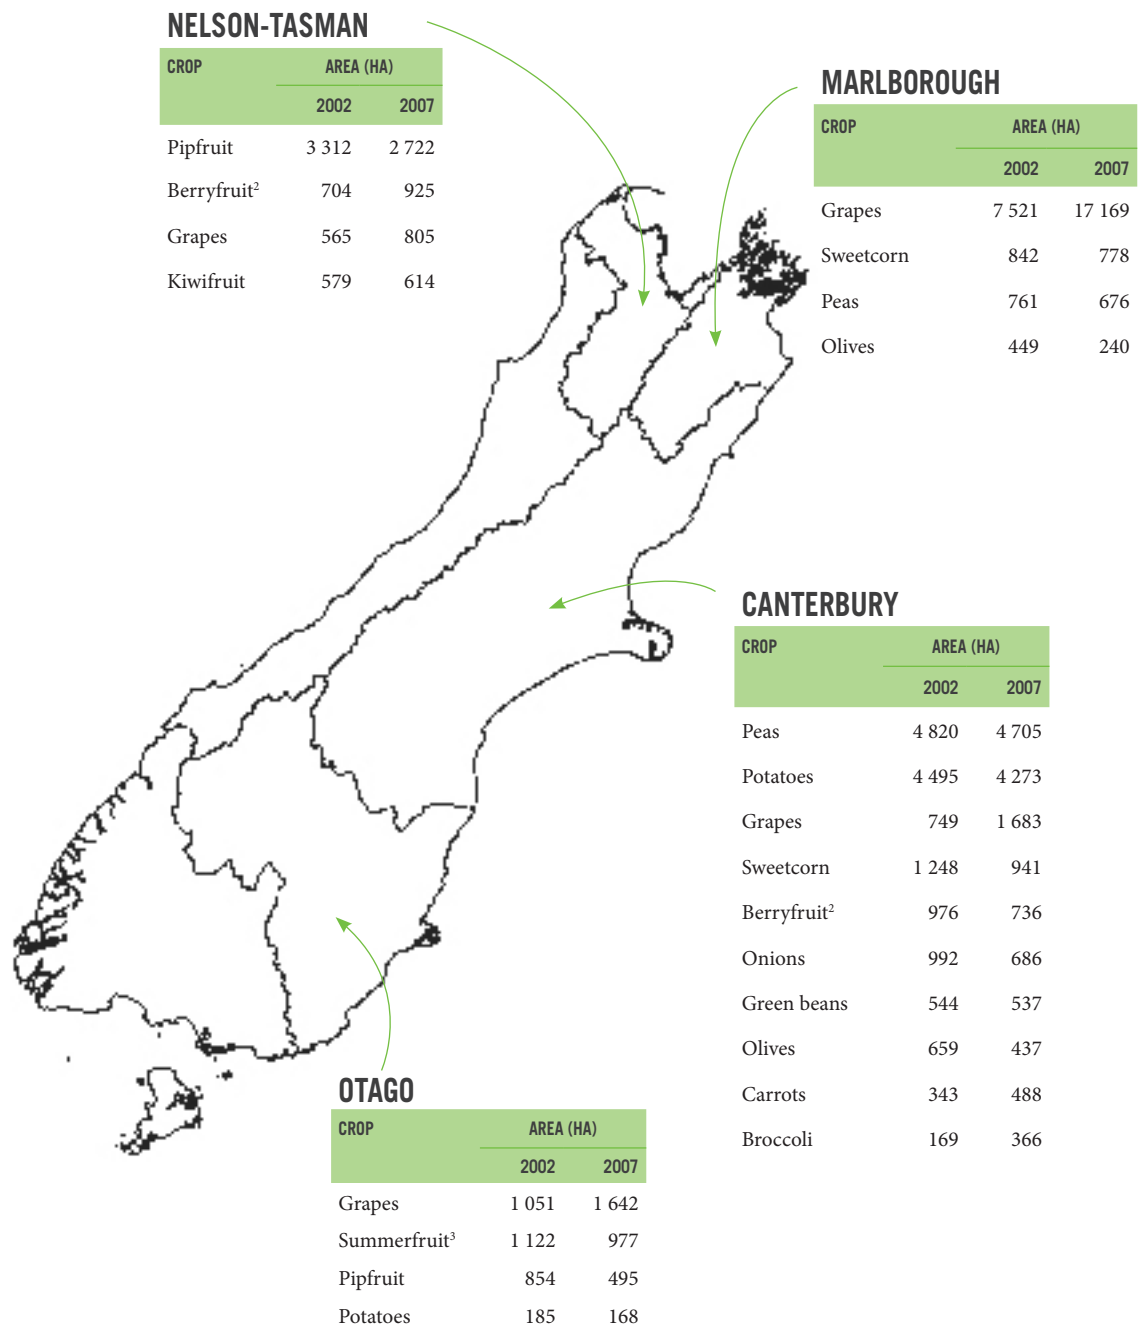 NELSON-TASMAN
CROP AREA (HA)
2002 2007
Pipfruit 3 312 2 722
Berryfruit² 704 925
Grapes 565 805
Kiwifruit 579 614
MARLBOROUGH
CROP AREA (HA)
2002 2007
Grapes 7 521 17 169
Sweetcorn 842 778
Peas 761 676
Olives 449 240
CANTERBURY
CROP AREA (HA)
2002 2007
Peas 4 820 4 705
Potatoes 4 495 4 273
Grapes 749 1 683
Sweetcorn 1 248 941
Berryfruit² 976 736
Onions 992 686
Green beans 544 537
Olives 659 437
Carrots 343 488
Broccoli 169 366
OTAGO
CROP AREA (HA)
2002 2007
Grapes 1 051 1 642
Summerfruit³ 1 122 977
Pipfruit 854 495
Potatoes 185 168